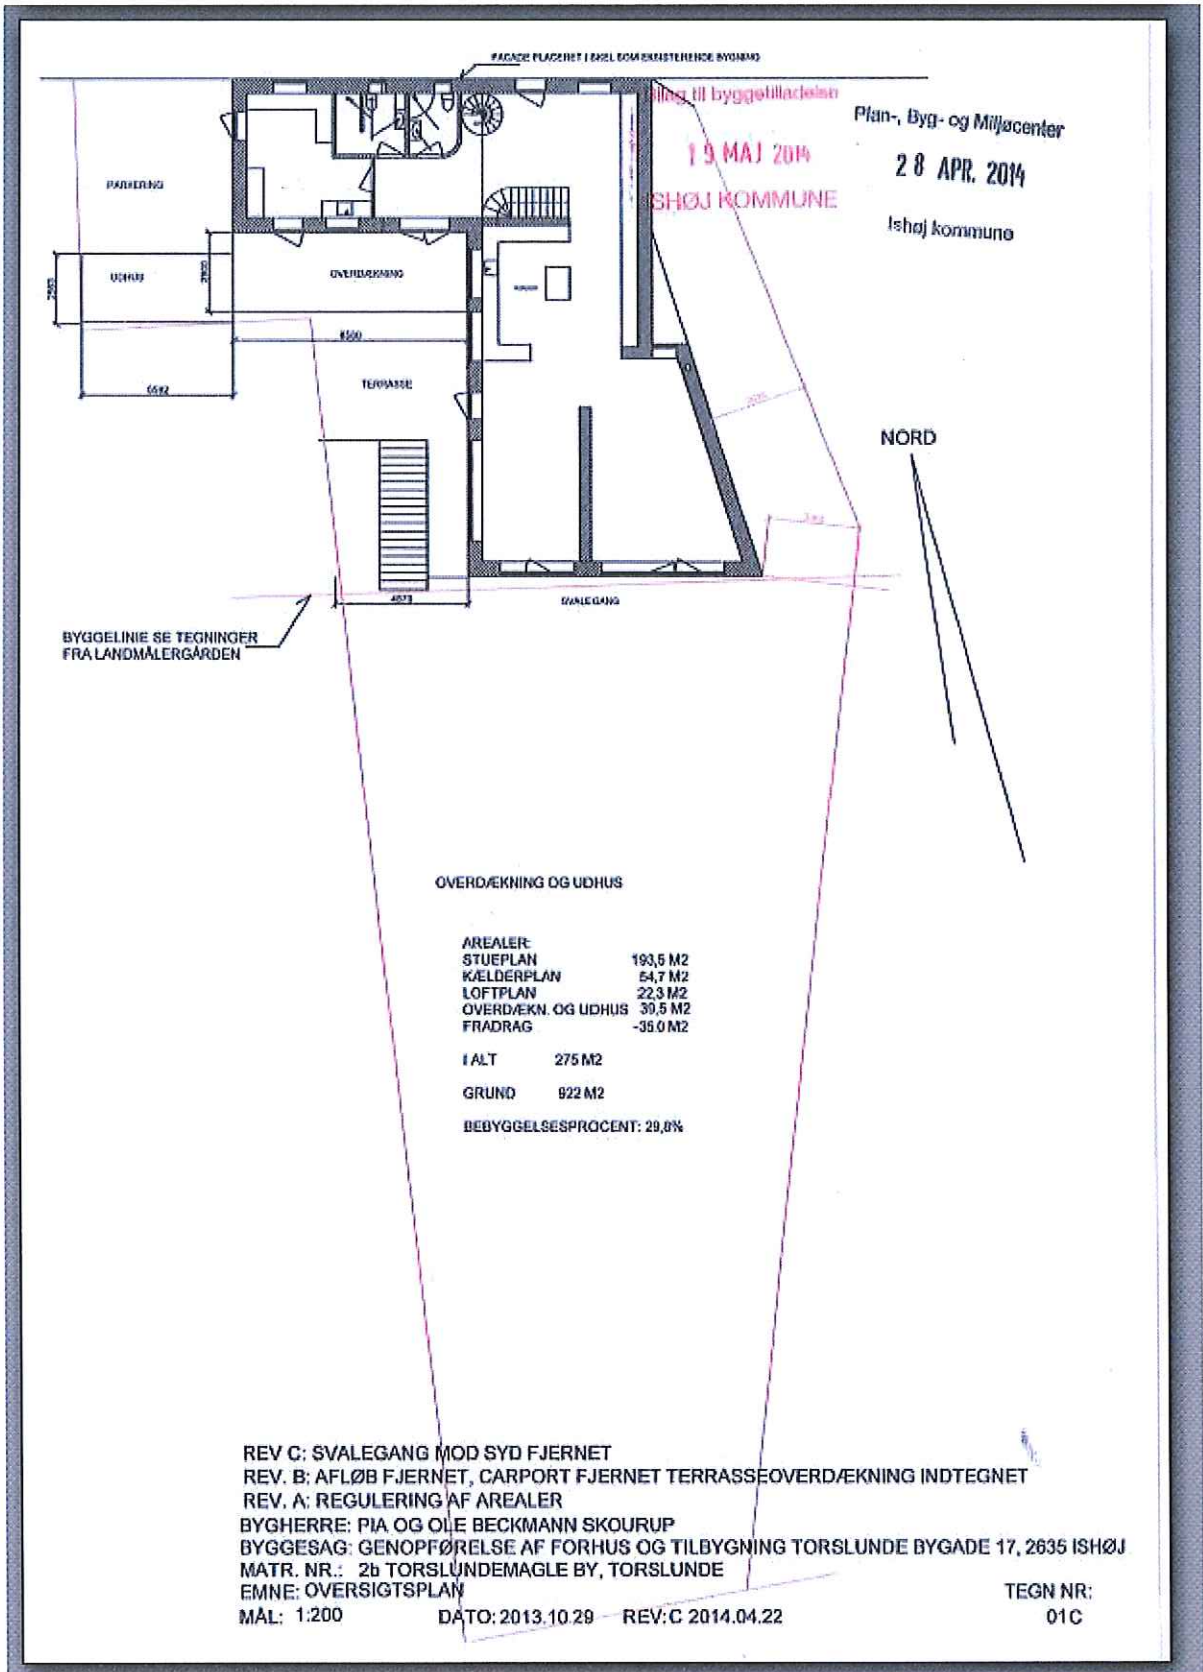 FACADE PLACERET I SKEL SOM EKSISTERENDE BYGNING
til byggetilladelse
19 MAJ 2014
ISHØJ KOMMUNE
Plan-, Byg- og Miljøcenter
28 APR. 2014
Ishøj kommune
PARKERING
UDHUS
OVERDÆKNING
TERRASSE
NORD
SVALEGANG
BYGGELINIE SE TEGNINGER
FRA LANDMÅLERGÅRDEN
OVERDÆKNING OG UDHUS
AREALER:
STUEPLAN 193,5 M2
KÆLDERPLAN 54,7 M2
LOFTPLAN 22,3 M2
OVERDÆKN. OG UDHUS 39,5 M2
FRADRAG -35,0 M2
I ALT 275 M2
GRUND 922 M2
BEBYGGELSESPROCENT: 29,8%
REV C: SVALEGANG MOD SYD FJERNET
REV. B: AFLØB FJERNET, CARPORT FJERNET TERRASSEOVERDÆKNING INDTEGNET
REV. A: REGULERING AF AREALER
BYGHERRE: PIA OG OLE BECKMANN SKOURUP
BYGGESAG: GENOPFØRELSE AF FORHUS OG TILBYGNING TORSLUNDE BYGADE 17, 2635 ISHØJ
MATR. NR.: 2b TORSLUNDEMAGLE BY, TORSLUNDE
EMNE: OVERSIGTSPLAN
TEGN NR:
MÅL: 1:200 DATO: 2013.10.29 REV: C 2014.04.22
01C